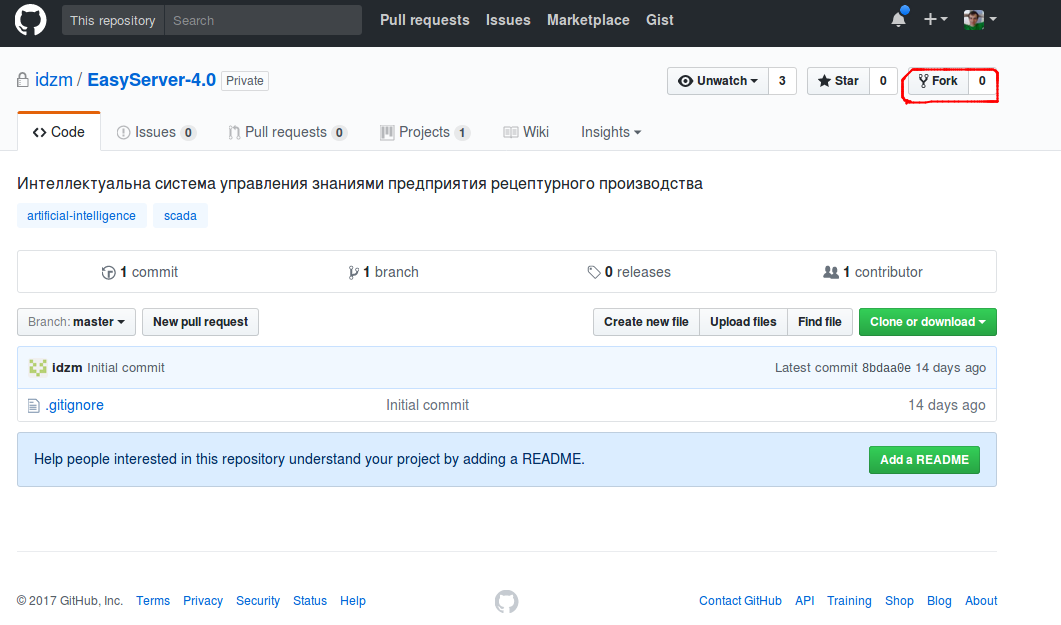 This repository Search Pull requests Issues Marketplace Gist
idzm / EasyServer-4.0 Private Unwatch 3 Star 0 Fork 0
Code Issues 0 Pull requests 0 Projects 1 Wiki Insights
Интеллектуальна система управления знаниями предприятия рецептурного производства
artificial-intelligence scada
1 commit 1 branch 0 releases 1 contributor
Branch: master New pull request Create new file Upload files Find file Clone or download
idzm Initial commit Latest commit 8bdaa0e 14 days ago
.gitignore Initial commit 14 days ago
Help people interested in this repository understand your project by adding a README. Add a README
© 2017 GitHub, Inc. Terms Privacy Security Status Help Contact GitHub API Training Shop Blog About